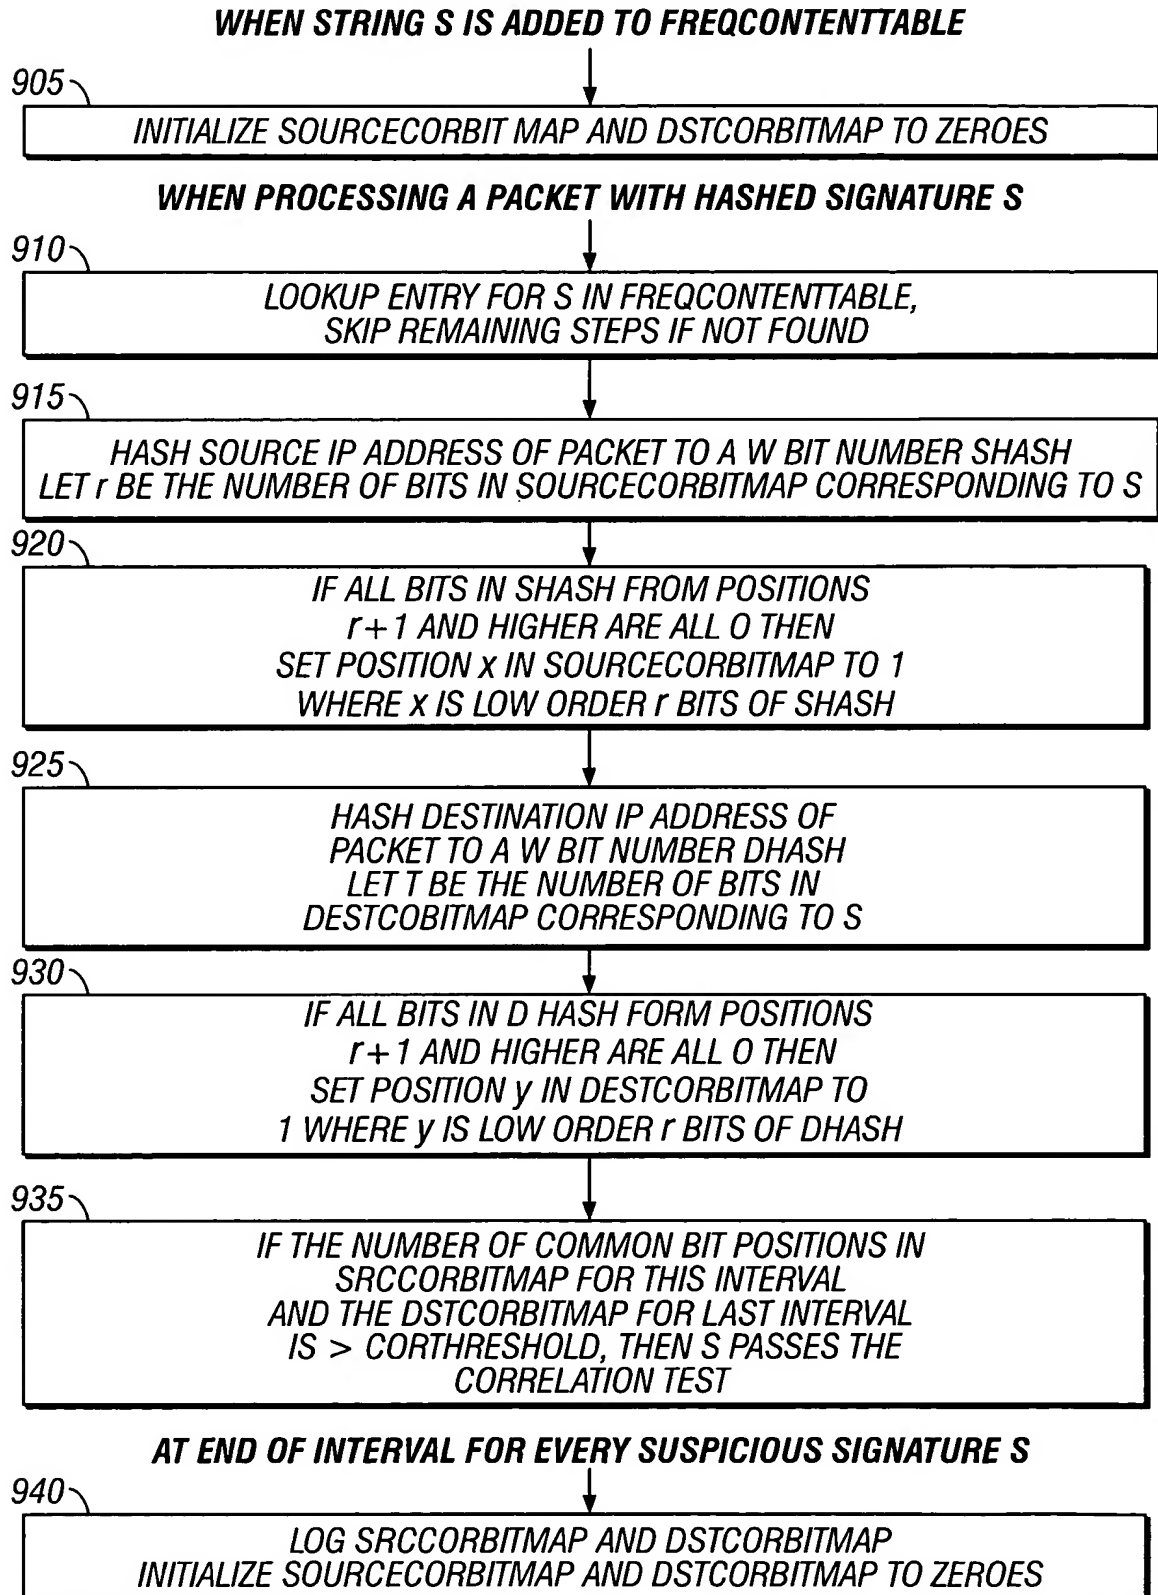 WHEN STRING S IS ADDED TO FREQCONTENTTABLE
905
INITIALIZE SOURCECORBIT MAP AND DSTCORBITMAP TO ZEROES
WHEN PROCESSING A PACKET WITH HASHED SIGNATURE S
910
LOOKUP ENTRY FOR S IN FREQCONTENTTABLE,
SKIP REMAINING STEPS IF NOT FOUND
915
HASH SOURCE IP ADDRESS OF PACKET TO A W BIT NUMBER SHASH
LET r BE THE NUMBER OF BITS IN SOURCECORBITMAP CORRESPONDING TO S
920
IF ALL BITS IN SHASH FROM POSITIONS
r+1 AND HIGHER ARE ALL 0 THEN
SET POSITION x IN SOURCECORBITMAP TO 1
WHERE x IS LOW ORDER r BITS OF SHASH
925
HASH DESTINATION IP ADDRESS OF
PACKET TO A W BIT NUMBER DHASH
LET T BE THE NUMBER OF BITS IN
DESTCOBITMAP CORRESPONDING TO S
930
IF ALL BITS IN D HASH FORM POSITIONS
r+1 AND HIGHER ARE ALL 0 THEN
SET POSITION y IN DESTCORBITMAP TO
1 WHERE y IS LOW ORDER r BITS OF DHASH
935
IF THE NUMBER OF COMMON BIT POSITIONS IN
SRCCORBITMAP FOR THIS INTERVAL
AND THE DSTCORBITMAP FOR LAST INTERVAL
IS > CORTHRESHOLD, THEN S PASSES THE
CORRELATION TEST
AT END OF INTERVAL FOR EVERY SUSPICIOUS SIGNATURE S
940
LOG SRCCORBITMAP AND DSTCORBITMAP
INITIALIZE SOURCECORBITMAP AND DSTCORBITMAP TO ZEROES